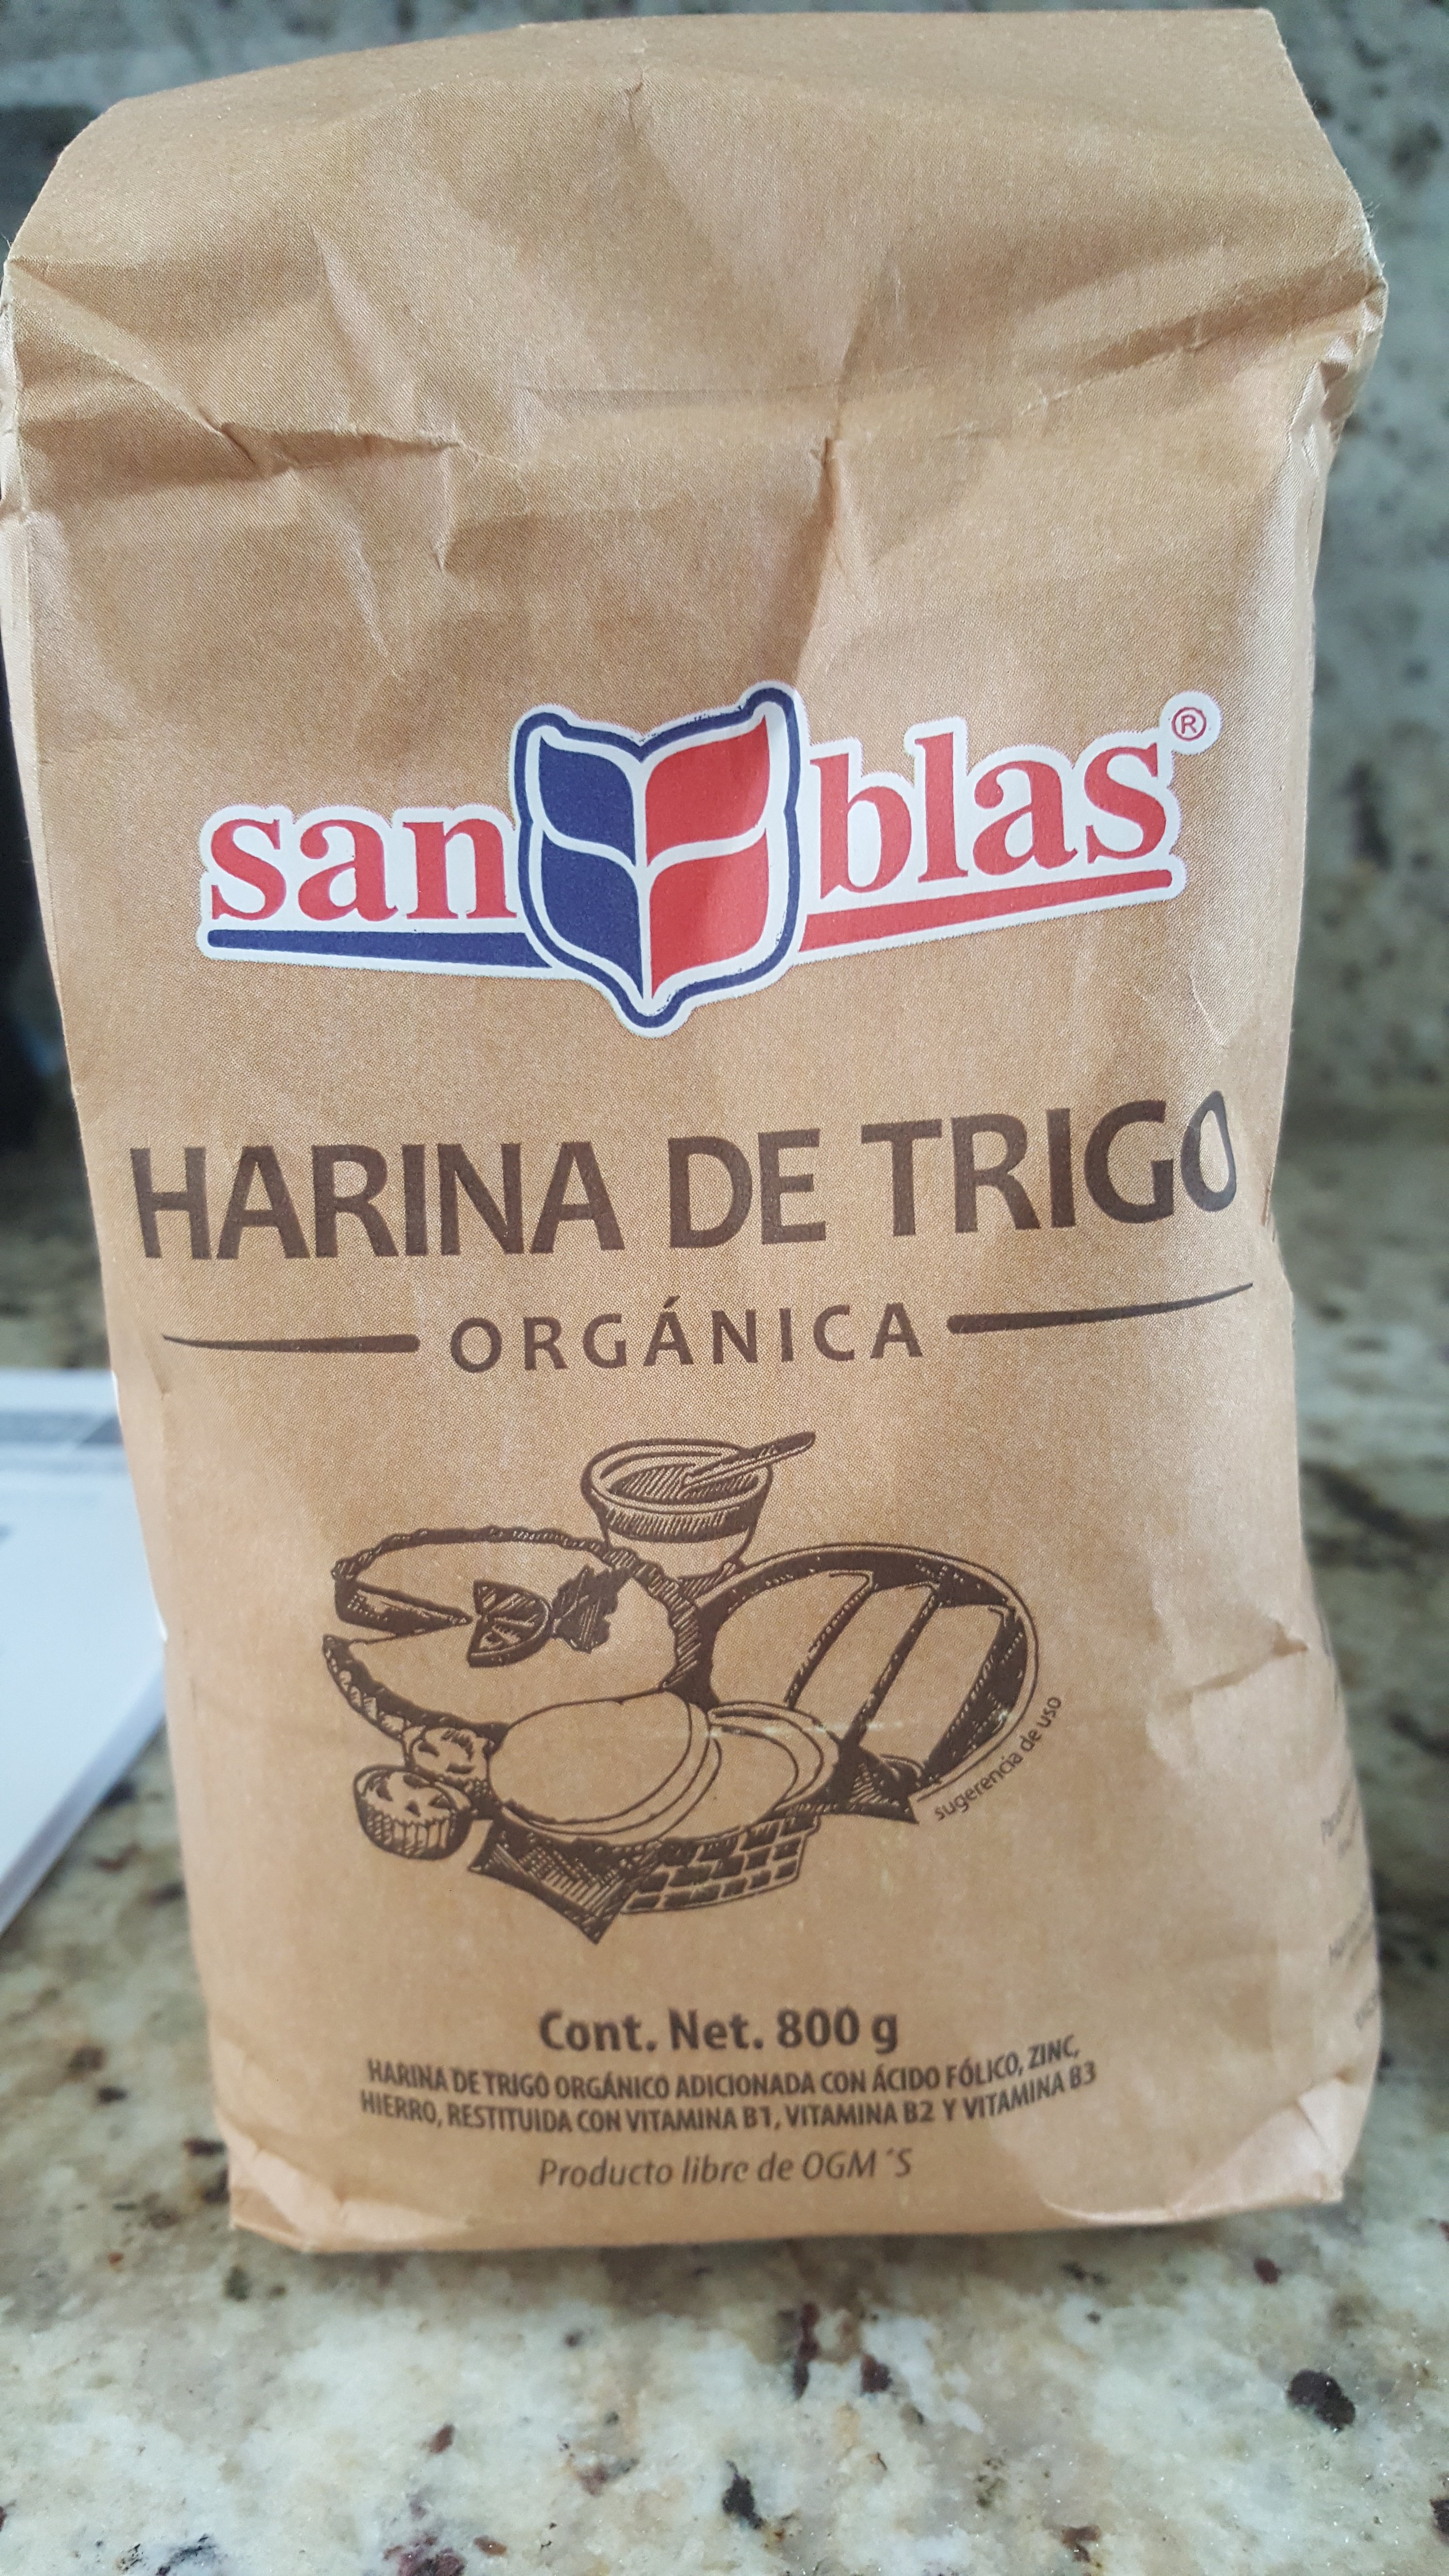 san blas®
HARINA DE TRIGO
ORGÁNICA
sugerencia de uso
Cont. Net. 800 g
HARINA DE TRIGO ORGÁNICO ADICIONADA CON ÁCIDO FÓLICO, ZINC,
HIERRO, RESTITUIDA CON VITAMINA B1, VITAMINA B2 Y VITAMINA B3
Producto libre de OGM ´S